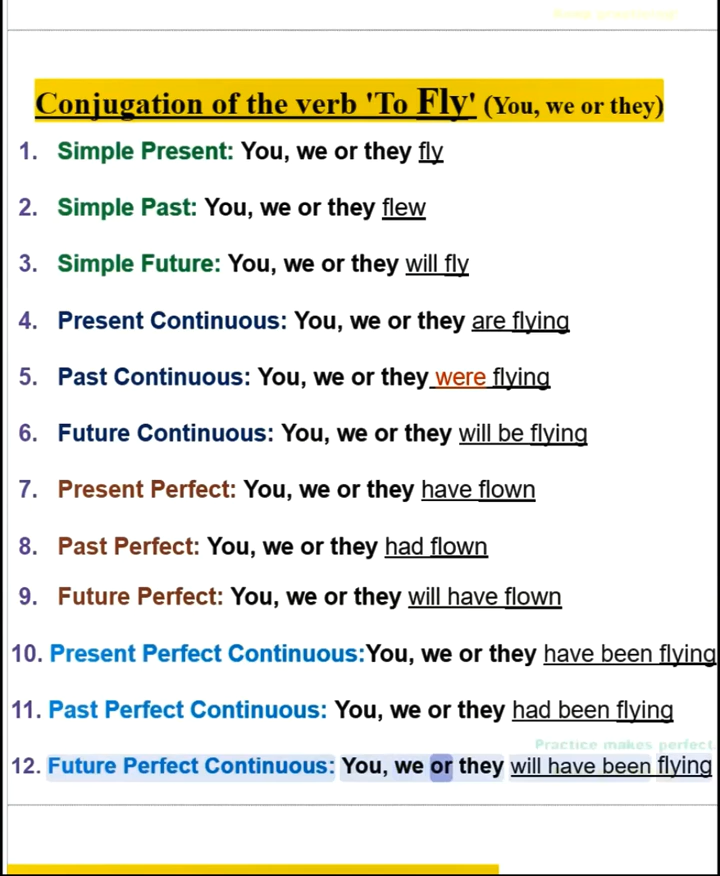 Conjugation of the verb 'To Fly' (You, we or they)
1. Simple Present: You, we or they fly
2. Simple Past: You, we or they flew
3. Simple Future: You, we or they will fly
4. Present Continuous: You, we or they are flying
5. Past Continuous: You, we or they were flying
6. Future Continuous: You, we or they will be flying
7. Present Perfect: You, we or they have flown
8. Past Perfect: You, we or they had flown
9. Future Perfect: You, we or they will have flown
10. Present Perfect Continuous:You, we or they have been flying
11. Past Perfect Continuous: You, we or they had been flying
Practice makes perfect
12. Future Perfect Continuous: You, we or they will have been flying